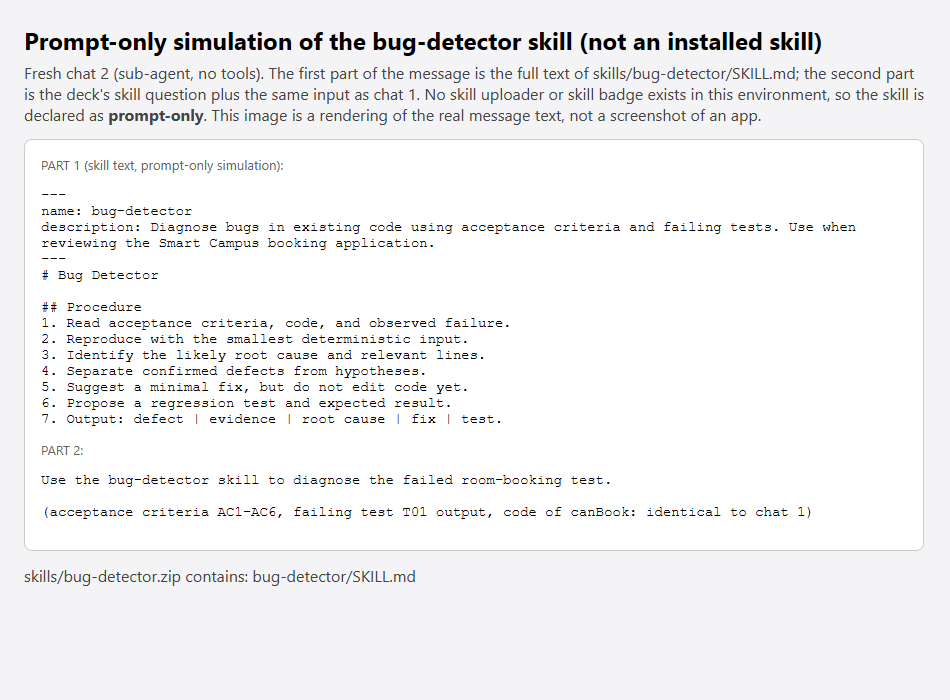 Prompt-only simulation of the bug-detector skill (not an installed skill)
Fresh chat 2 (sub-agent, no tools). The first part of the message is the full text of skills/bug-detector/SKILL.md; the second part
is the deck's skill question plus the same input as chat 1. No skill uploader or skill badge exists in this environment, so the skill is
declared as prompt-only. This image is a rendering of the real message text, not a screenshot of an app.
PART 1 (skill text, prompt-only simulation):
---
name: bug-detector
description: Diagnose bugs in existing code using acceptance criteria and failing tests. Use when
reviewing the Smart Campus booking application.
---
# Bug Detector
## Procedure
1. Read acceptance criteria, code, and observed failure.
2. Reproduce with the smallest deterministic input.
3. Identify the likely root cause and relevant lines.
4. Separate confirmed defects from hypotheses.
5. Suggest a minimal fix, but do not edit code yet.
6. Propose a regression test and expected result.
7. Output: defect | evidence | root cause | fix | test.
PART 2:
Use the bug-detector skill to diagnose the failed room-booking test.
(acceptance criteria AC1-AC6, failing test T01 output, code of canBook: identical to chat 1)
skills/bug-detector.zip contains: bug-detector/SKILL.md